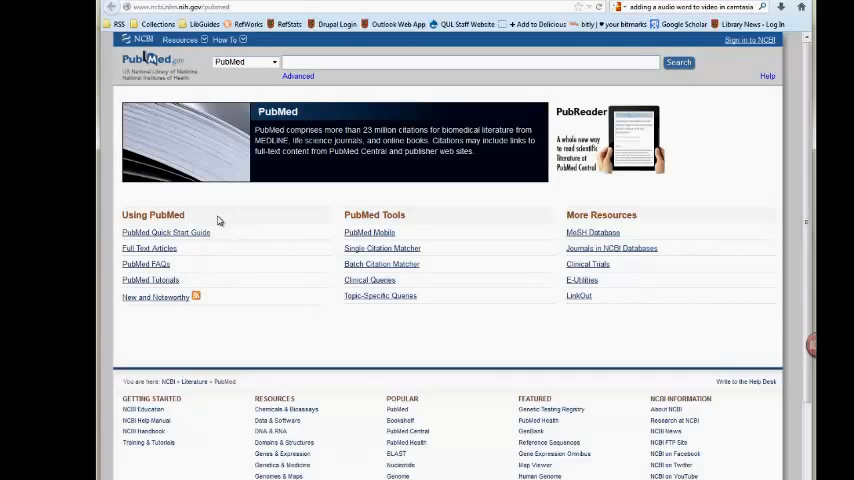 www.ncbi.nlm.nih.gov/pubmed
adding a audio word to video in camtasia
RSS Collections LibGuides RefWorks RefStats Drupal Login Outlook Web App QUL Staff Website + Add to Delicious bitly | ♥ your bitmarks Google Scholar Library News - Log In
NCBI Resources How To Sign in to NCBI
PubMed.gov
US National Library of Medicine
National Institutes of Health
PubMed
Search
Advanced
Help
PubMed
PubMed comprises more than 23 million citations for biomedical literature from
MEDLINE, life science journals, and online books. Citations may include links to
full-text content from PubMed Central and publisher web sites.
PubReader
A whole new way
to read scientific
literature at
PubMed Central
Using PubMed
PubMed Quick Start Guide
Full Text Articles
PubMed FAQs
PubMed Tutorials
New and Noteworthy
PubMed Tools
PubMed Mobile
Single Citation Matcher
Batch Citation Matcher
Clinical Queries
Topic-Specific Queries
More Resources
MeSH Database
Journals in NCBI Databases
Clinical Trials
E-Utilities
LinkOut
You are here: NCBI > Literature > PubMed
Write to the Help Desk
GETTING STARTED
NCBI Education
NCBI Help Manual
NCBI Handbook
Training & Tutorials
RESOURCES
Chemicals & Bioassays
Data & Software
DNA & RNA
Domains & Structures
Genes & Expression
Genetics & Medicine
Genomes & Maps
POPULAR
PubMed
Bookshelf
PubMed Central
PubMed Health
BLAST
Nucleotide
Genome
FEATURED
Genetic Testing Registry
PubMed Health
GenBank
Reference Sequences
Gene Expression Omnibus
Map Viewer
Human Genome
NCBI INFORMATION
About NCBI
Research at NCBI
NCBI News
NCBI FTP Site
NCBI on Facebook
NCBI on Twitter
NCBI on YouTube